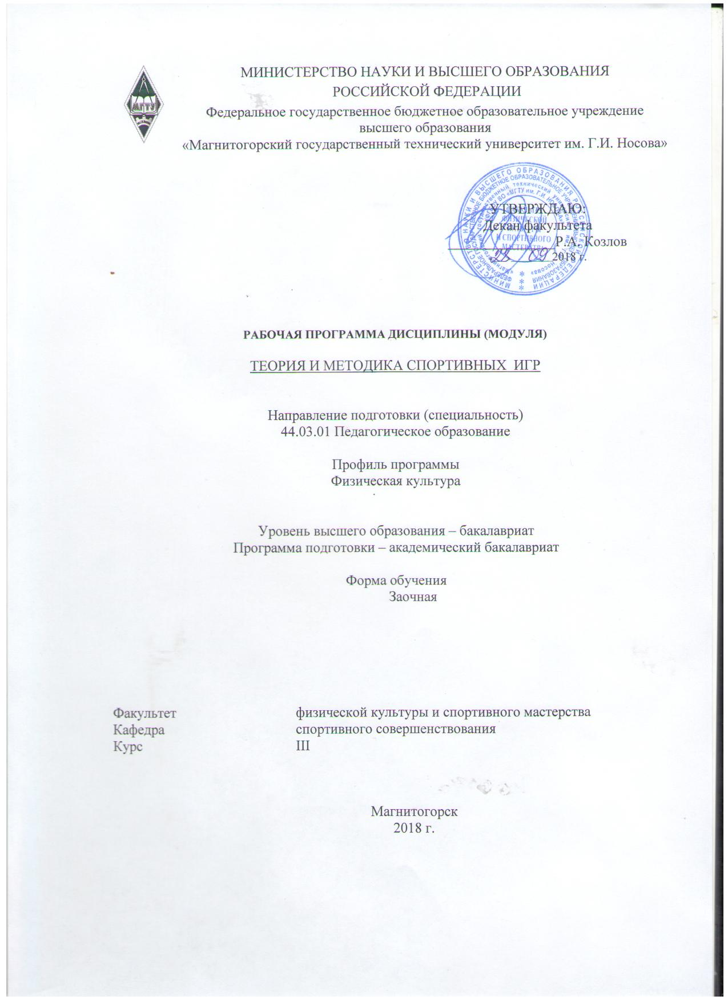 МИНИСТЕРСТВО НАУКИ И ВЫСШЕГО ОБРАЗОВАНИЯ
РОССИЙСКОЙ ФЕДЕРАЦИИ
Федеральное государственное бюджетное образовательное учреждение
высшего образования
«Магнитогорский государственный технический университет им. Г.И. Носова»
МГТУ
УТВЕРЖДАЮ:
Декан факультета
Р.А. Козлов
28 09 2018 г.
РАБОЧАЯ ПРОГРАММА ДИСЦИПЛИНЫ (МОДУЛЯ)
ТЕОРИЯ И МЕТОДИКА СПОРТИВНЫХ ИГР
Направление подготовки (специальность)
44.03.01 Педагогическое образование
Профиль программы
Физическая культура
Уровень высшего образования – бакалавриат
Программа подготовки – академический бакалавриат
Форма обучения
Заочная
Факультет физической культуры и спортивного мастерства
Кафедра спортивного совершенствования
Курс III
Магнитогорск
2018 г.